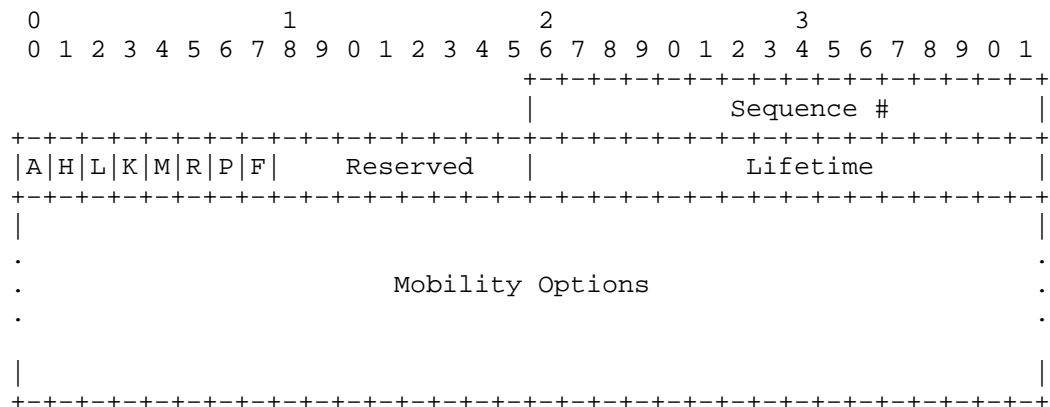 0                   1                   2                   3
0 1 2 3 4 5 6 7 8 9 0 1 2 3 4 5 6 7 8 9 0 1 2 3 4 5 6 7 8 9 0 1
+-+-+-+-+-+-+-+-+-+-+-+-+-+-+-+-+
| Sequence # |
+-+-+-+-+-+-+-+-+-+-+-+-+-+-+-+-+-+-+-+-+-+-+-+-+-+-+-+-+-+-+-+-+
|A|H|L|K|M|R|P|F| Reserved | Lifetime |
+-+-+-+-+-+-+-+-+-+-+-+-+-+-+-+-+-+-+-+-+-+-+-+-+-+-+-+-+-+-+-+-+
| |
. .
. Mobility Options .
. .
| |
+-+-+-+-+-+-+-+-+-+-+-+-+-+-+-+-+-+-+-+-+-+-+-+-+-+-+-+-+-+-+-+-+